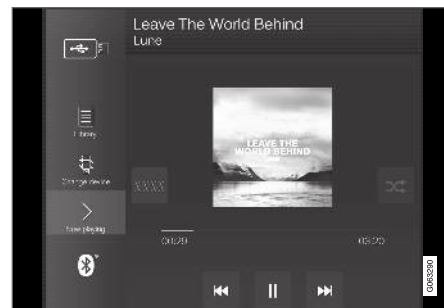 Leave The World Behind
Lune
LEAVE THE
WORLD BEHIND
Library
Change device
Now playing
XXXX
00:29
03:20
G063290